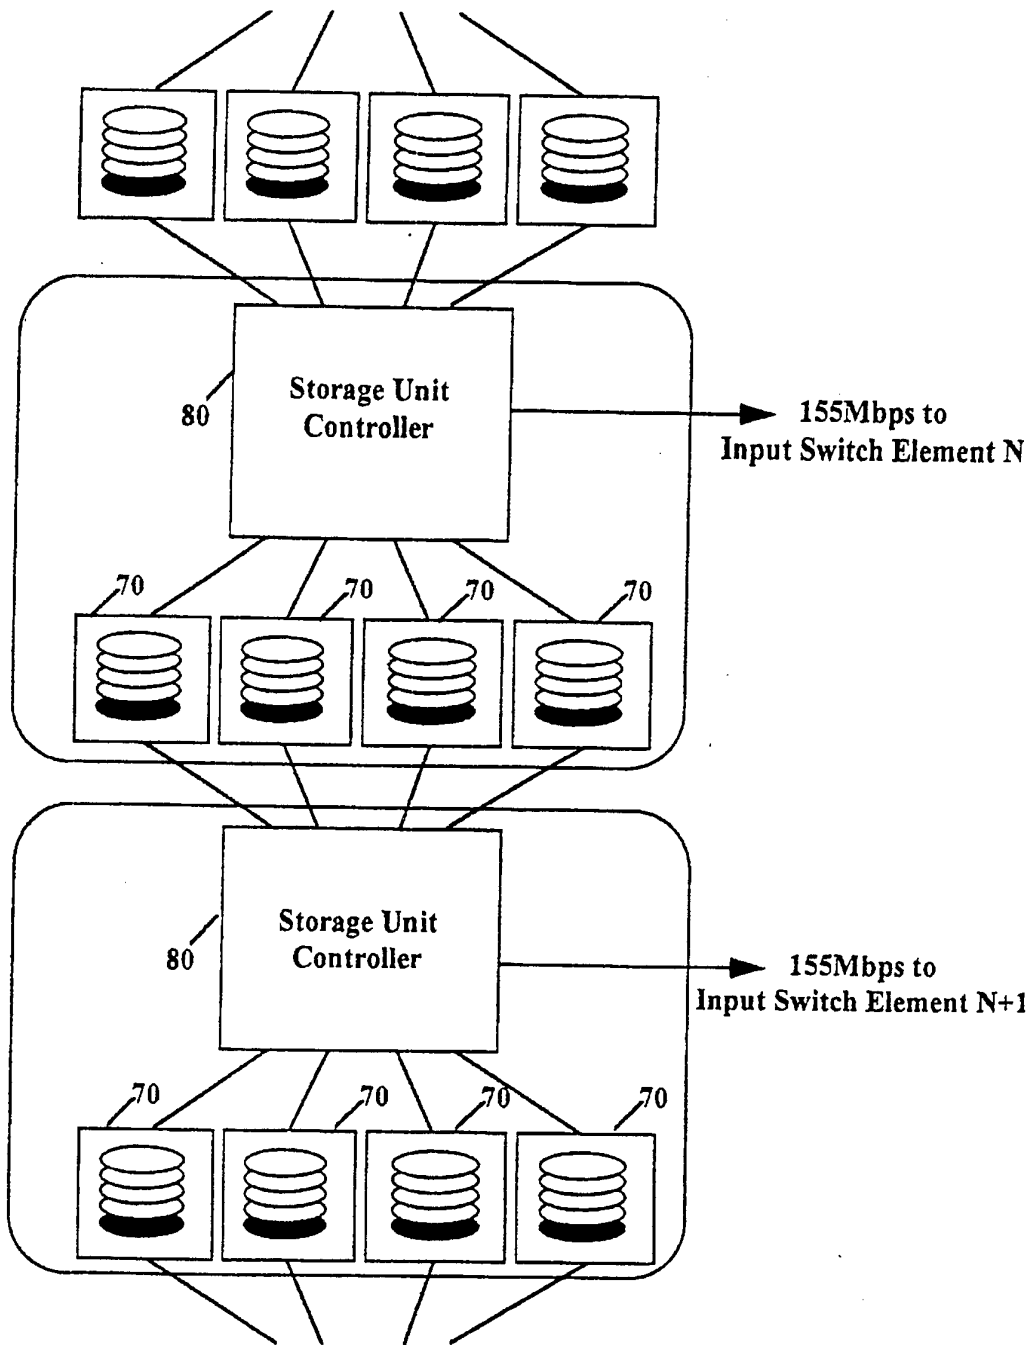 Storage Unit
Controller
80
155Mbps to
Input Switch Element N
70
70
70
70
Storage Unit
Controller
80
155Mbps to
Input Switch Element N+1
70
70
70
70